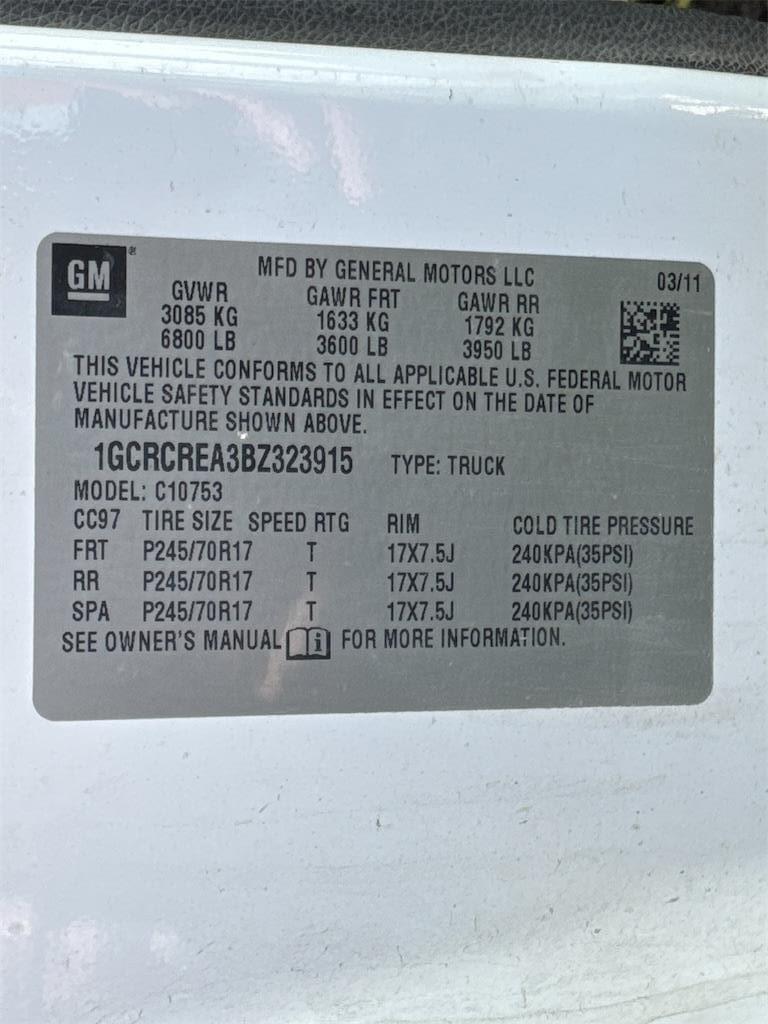 GM ®
MFD BY GENERAL MOTORS LLC 03/11
GVWR GAWR FRT GAWR RR
3085 KG 1633 KG 1792 KG
6800 LB 3600 LB 3950 LB
THIS VEHICLE CONFORMS TO ALL APPLICABLE U.S. FEDERAL MOTOR
VEHICLE SAFETY STANDARDS IN EFFECT ON THE DATE OF
MANUFACTURE SHOWN ABOVE.
1GCRCREA3BZ323915 TYPE: TRUCK
MODEL: C10753
CC97 TIRE SIZE SPEED RTG RIM COLD TIRE PRESSURE
FRT P245/70R17 T 17X7.5J 240KPA(35PSI)
RR P245/70R17 T 17X7.5J 240KPA(35PSI)
SPA P245/70R17 T 17X7.5J 240KPA(35PSI)
SEE OWNER'S MANUAL i FOR MORE INFORMATION.